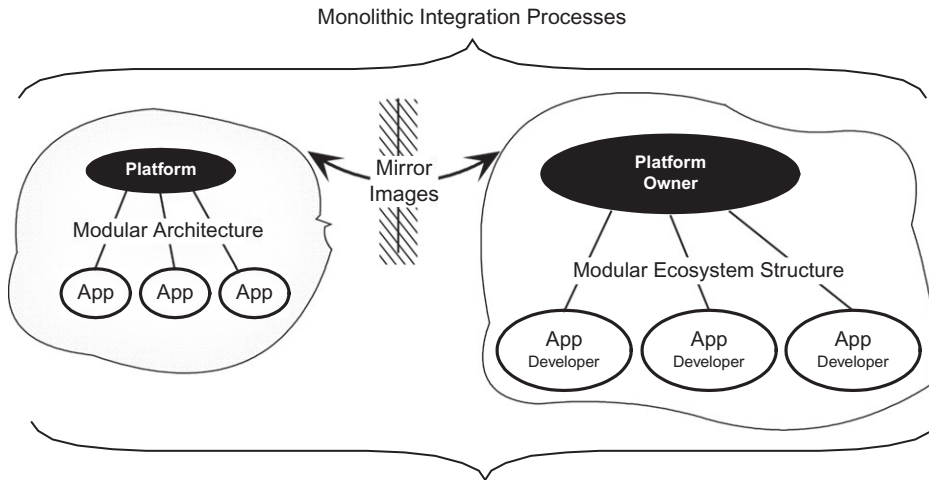 Monolithic Integration Processes
Platform
Modular Architecture
App
App
App
Mirror
Images
Platform
Owner
Modular Ecosystem Structure
App
Developer
App
Developer
App
Developer